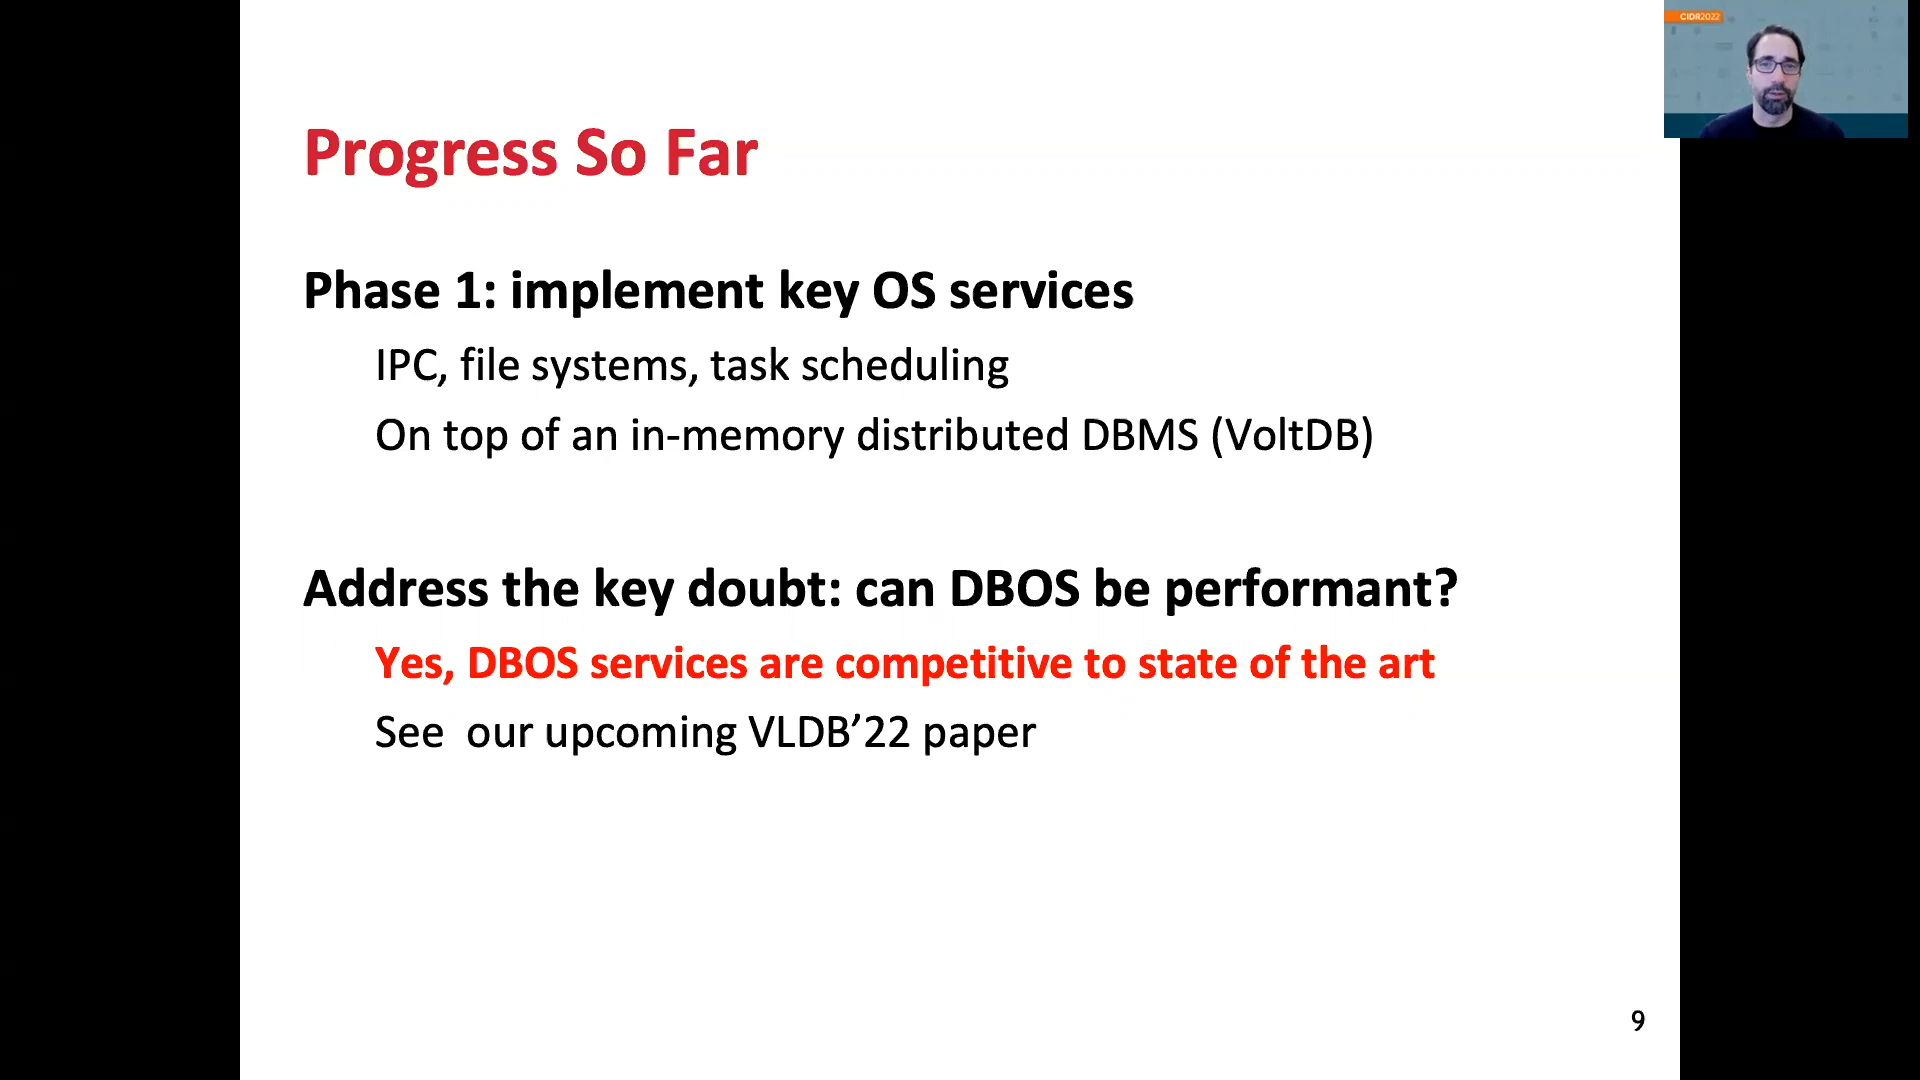 CIDR2022
Progress So Far
Phase 1: implement key OS services
IPC, file systems, task scheduling
On top of an in-memory distributed DBMS (VoltDB)
Address the key doubt: can DBOS be performant?
Yes, DBOS services are competitive to state of the art
See  our upcoming VLDB’22 paper
9